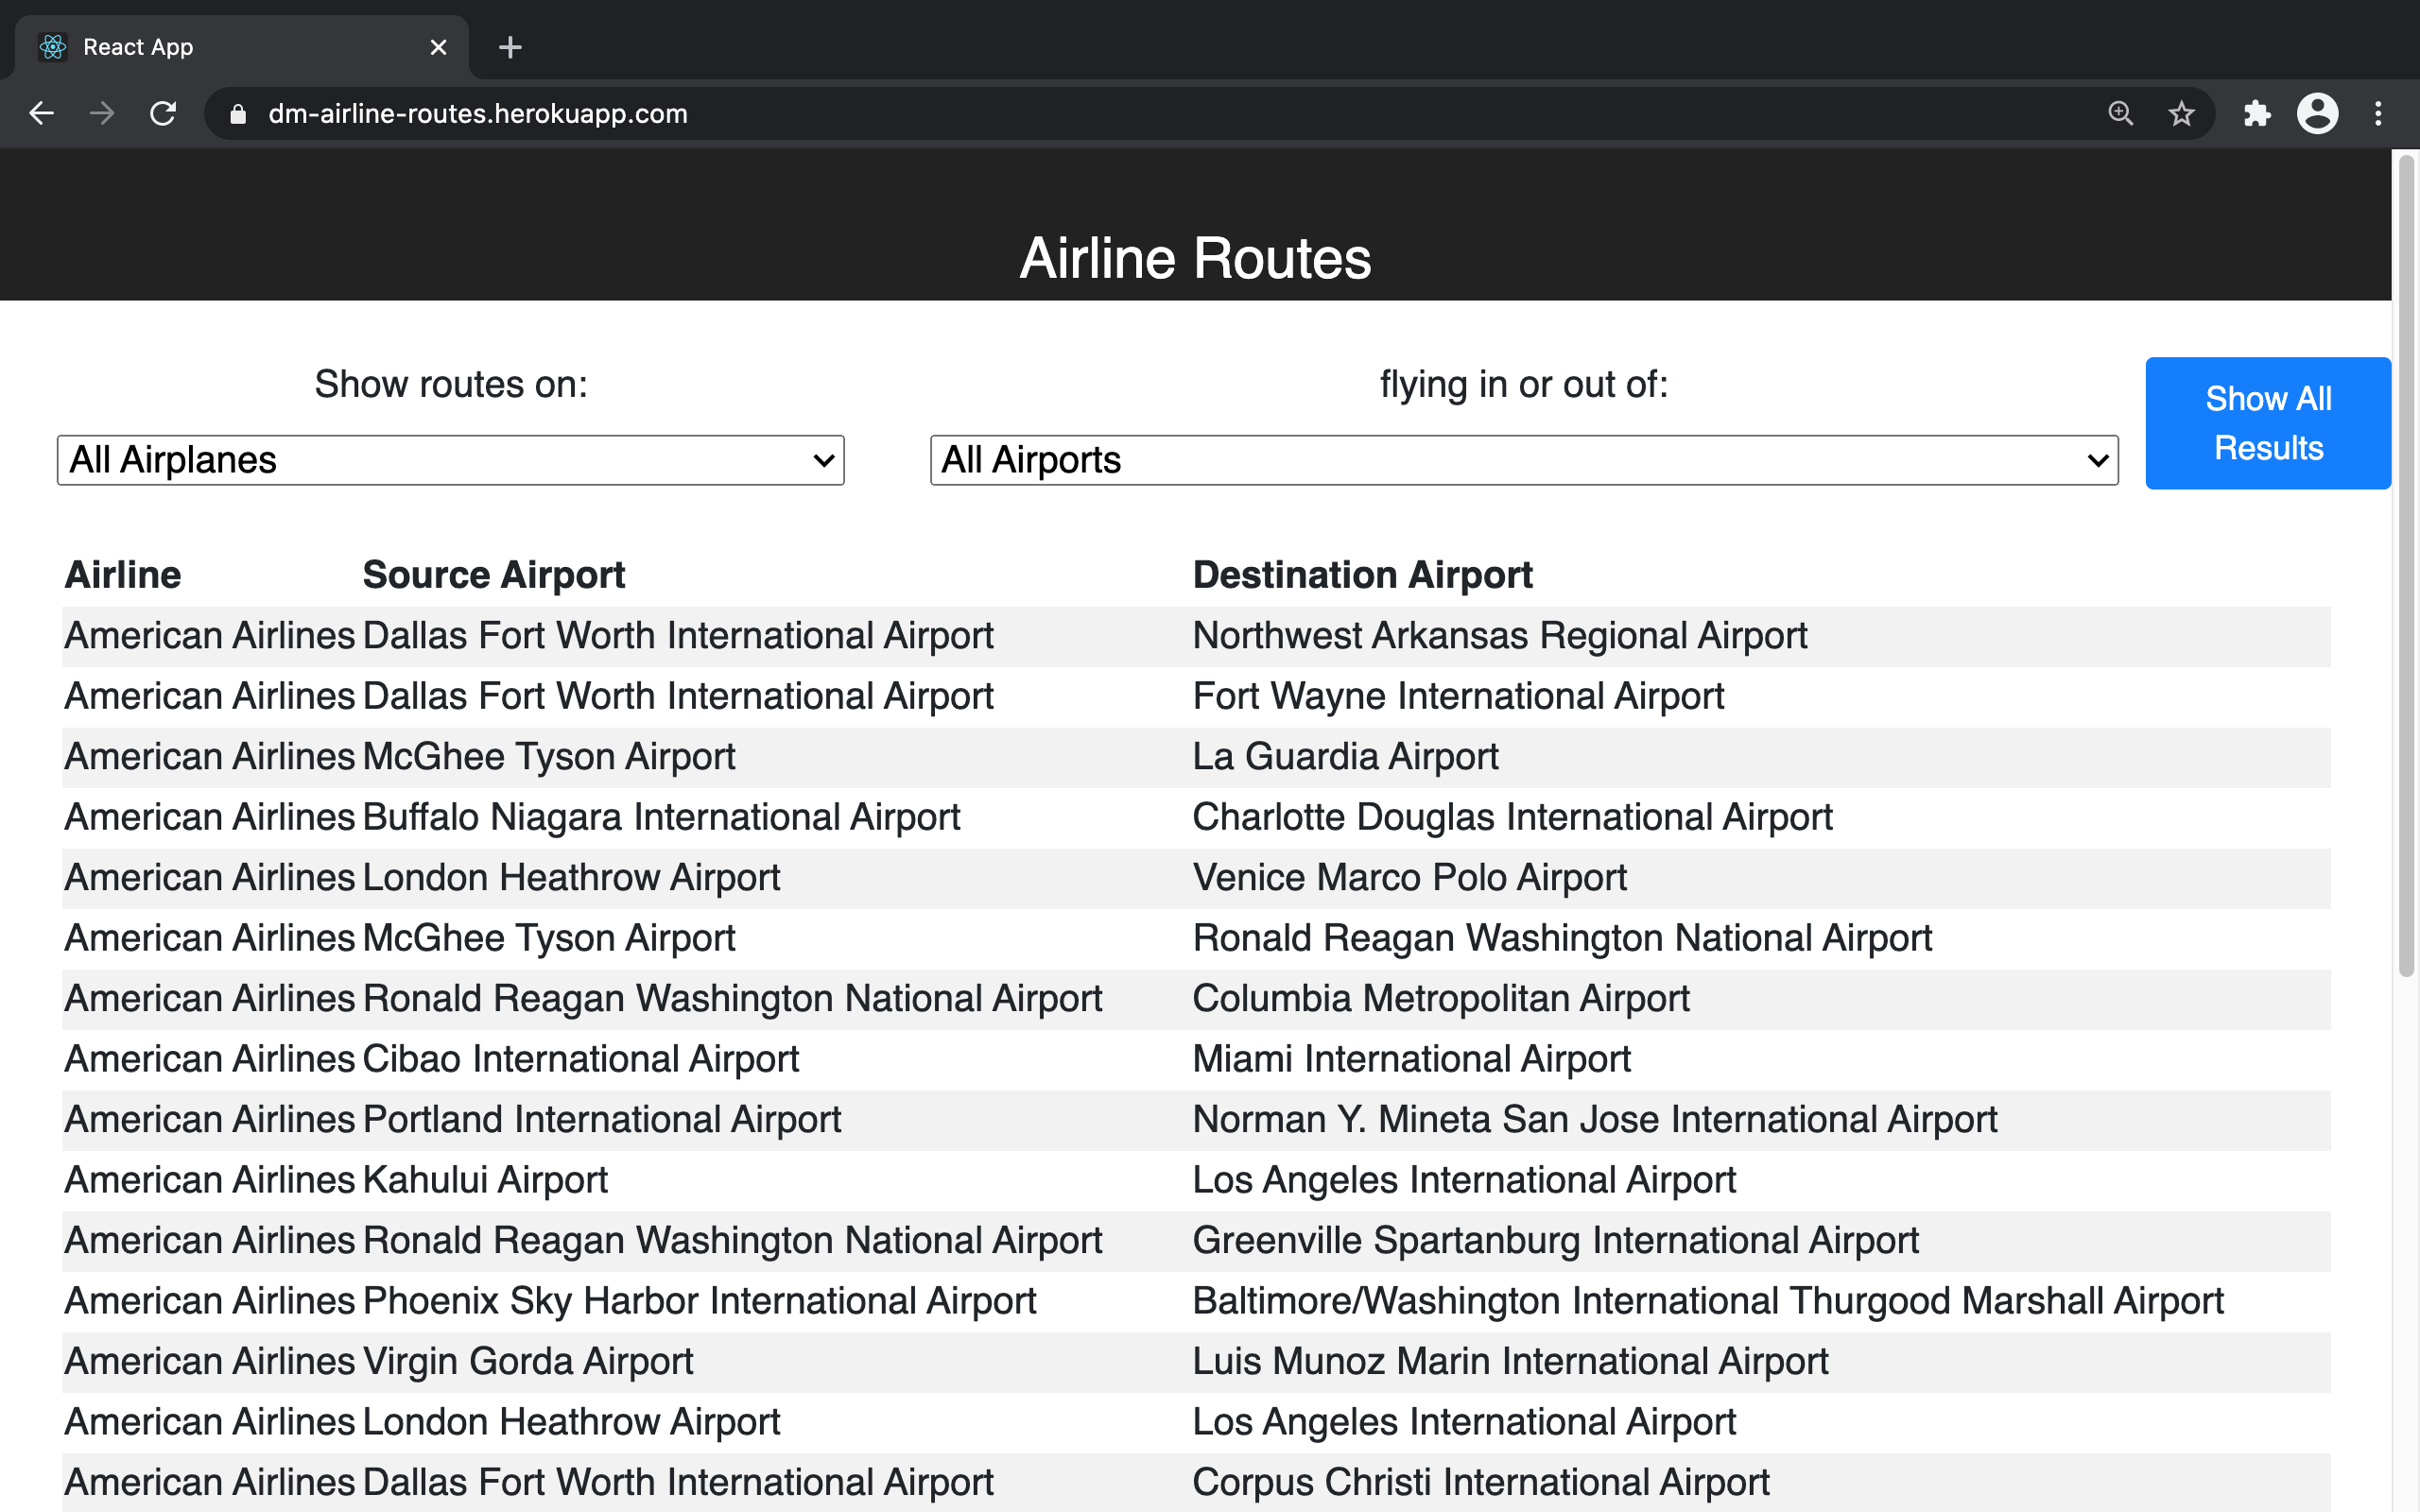 React App
dm-airline-routes.herokuapp.com
Airline Routes
Show routes on:
flying in or out of:
Show All
Results
All Airplanes
All Airports
Airline Source Airport Destination Airport
American Airlines Dallas Fort Worth International Airport Northwest Arkansas Regional Airport
American Airlines Dallas Fort Worth International Airport Fort Wayne International Airport
American Airlines McGhee Tyson Airport La Guardia Airport
American Airlines Buffalo Niagara International Airport Charlotte Douglas International Airport
American Airlines London Heathrow Airport Venice Marco Polo Airport
American Airlines McGhee Tyson Airport Ronald Reagan Washington National Airport
American Airlines Ronald Reagan Washington National Airport Columbia Metropolitan Airport
American Airlines Cibao International Airport Miami International Airport
American Airlines Portland International Airport Norman Y. Mineta San Jose International Airport
American Airlines Kahului Airport Los Angeles International Airport
American Airlines Ronald Reagan Washington National Airport Greenville Spartanburg International Airport
American Airlines Phoenix Sky Harbor International Airport Baltimore/Washington International Thurgood Marshall Airport
American Airlines Virgin Gorda Airport Luis Munoz Marin International Airport
American Airlines London Heathrow Airport Los Angeles International Airport
American Airlines Dallas Fort Worth International Airport Corpus Christi International Airport